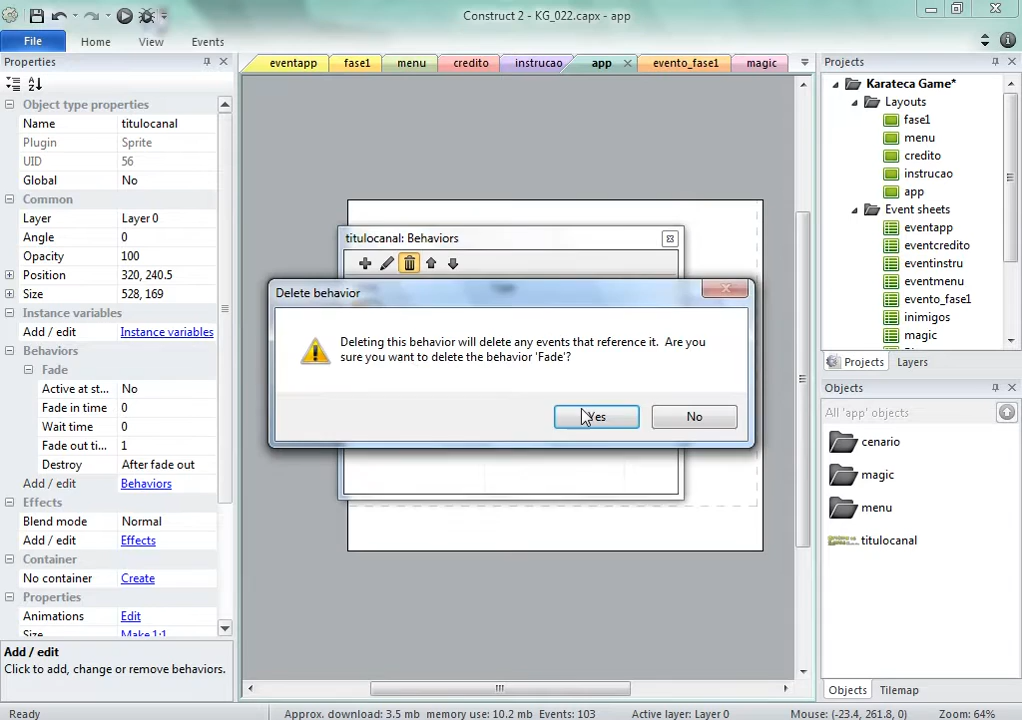 Construct 2 - KG_022.capx - app
File Home View Events
Properties
Object type properties
Name titulocanal
Plugin Sprite
UID 56
Global No
Common
Layer Layer 0
Angle 0
Opacity 100
Position 320, 240.5
Size 528, 169
Instance variables
Add / edit Instance variables
Behaviors
Fade
Active at st... No
Fade in time 0
Wait time 0
Fade out ti... 1
Destroy After fade out
Add / edit Behaviors
Effects
Blend mode Normal
Add / edit Effects
Container
No container Create
Properties
Animations Edit
Size Make 1:1
Add / edit
Click to add, change or remove behaviors.
eventapp fase1 menu credito instrucao app evento_fase1 magic
titulocanal: Behaviors
Delete behavior
Deleting this behavior will delete any events that reference it. Are you
sure you want to delete the behavior 'Fade'?
Yes No
Projects
Karateca Game*
Layouts
fase1
menu
credito
instrucao
app
Event sheets
eventapp
eventcredito
eventinstru
eventmenu
evento_fase1
inimigos
magic
Projects Layers
Objects
All 'app' objects
cenario
magic
menu
titulocanal
Objects Tilemap
Ready Approx. download: 3.5 mb memory use: 10.2 mb Events: 103 Active layer: Layer 0 Mouse: (-23.4, 261.8, 0) Zoom: 64%